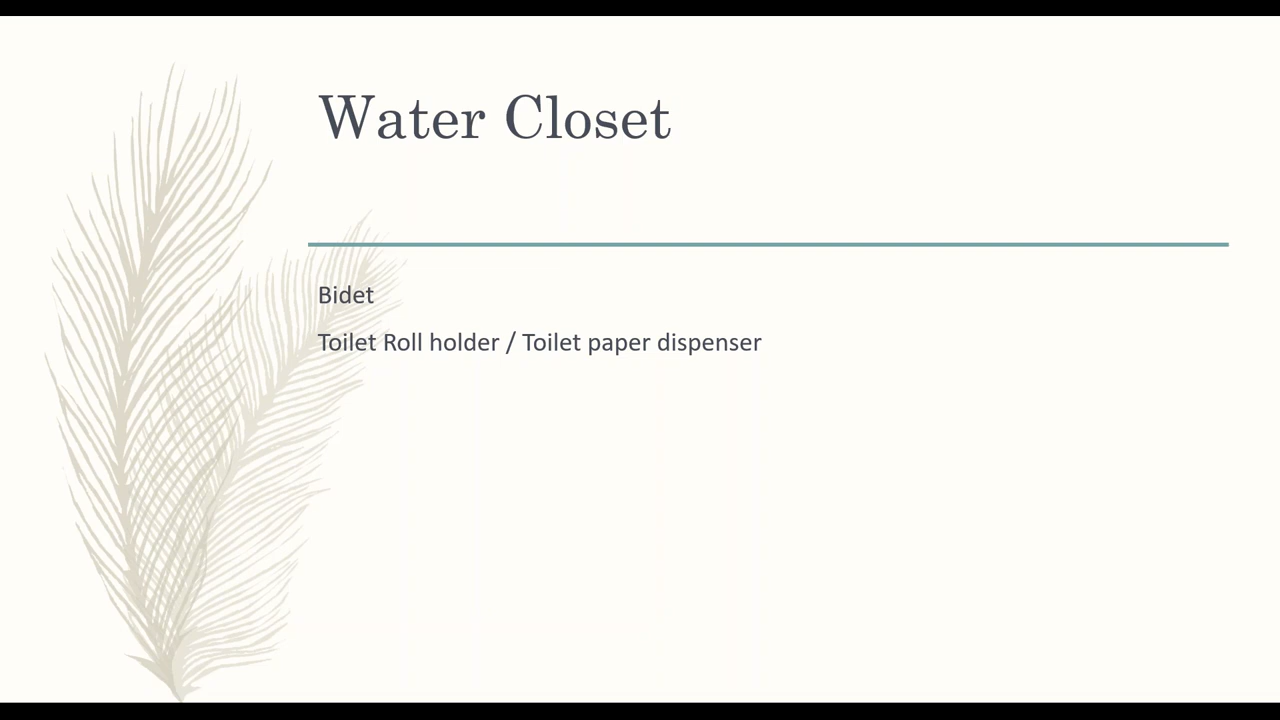 Water Closet
Bidet
Toilet Roll holder / Toilet paper dispenser